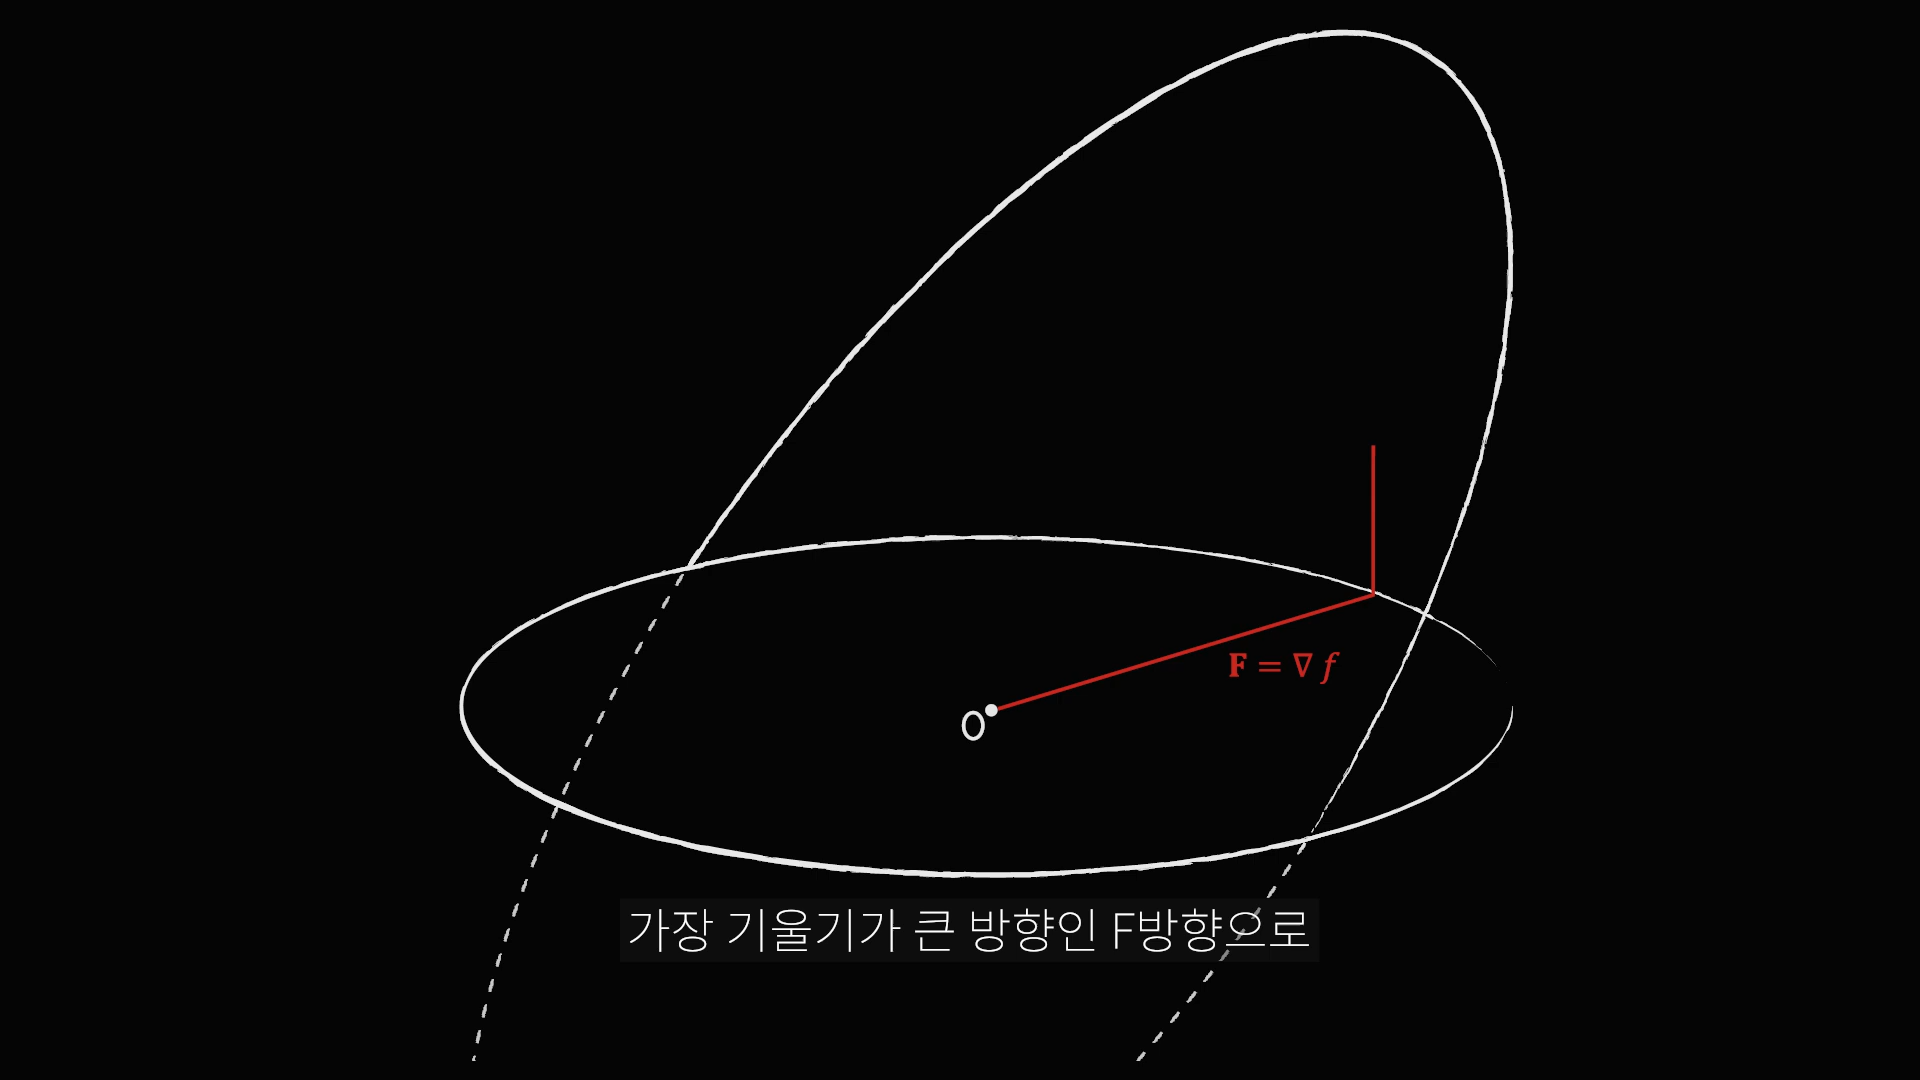 𝐅 = ∇ 𝑓
O
가장 기울기가 큰 방향인 F방향으로